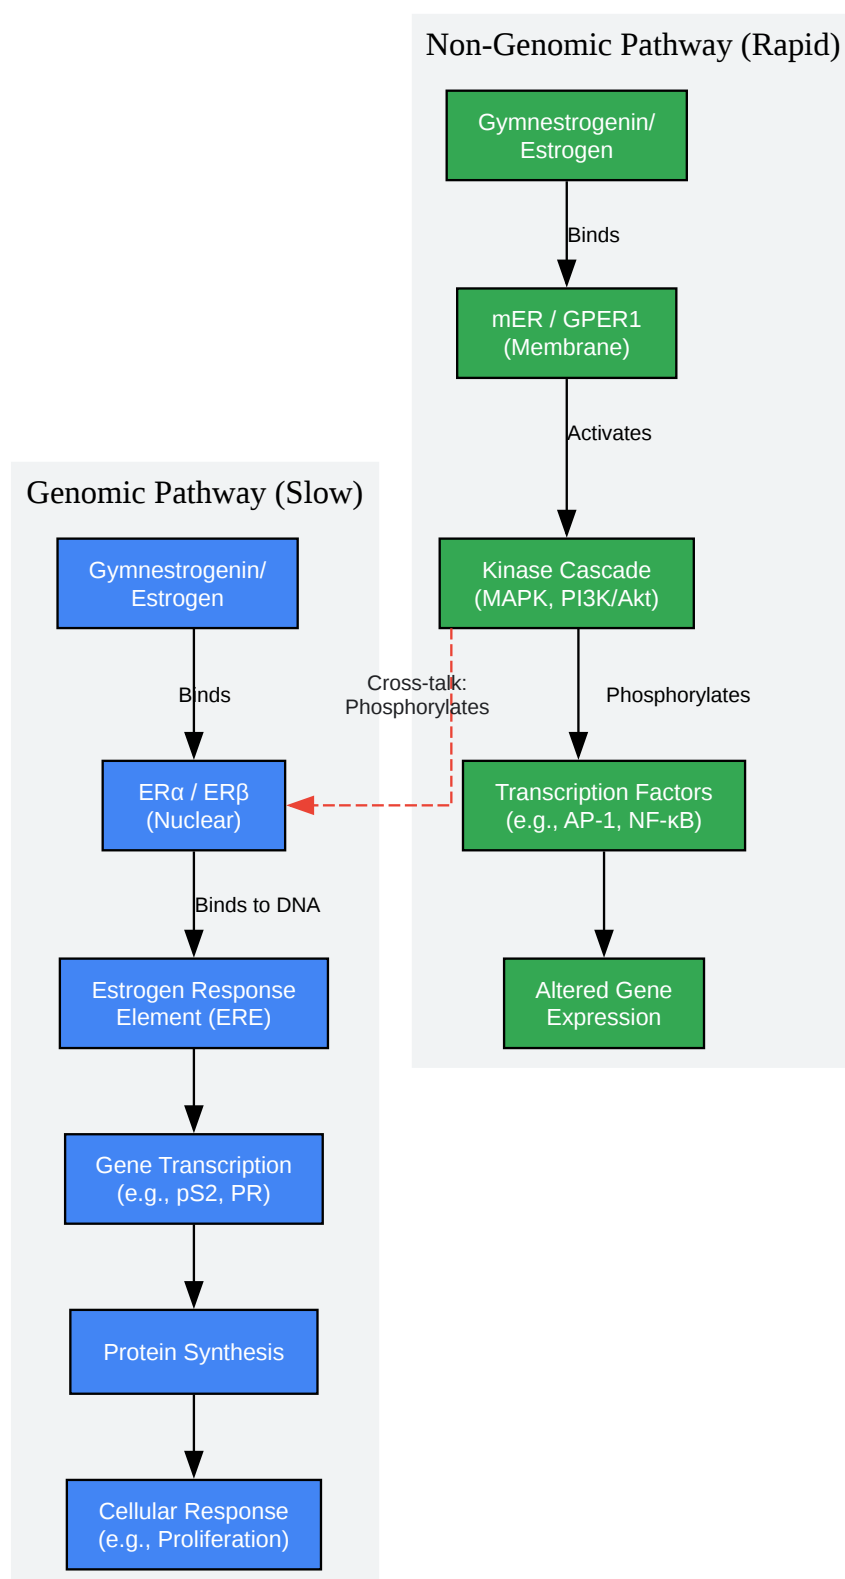 Non-Genomic Pathway (Rapid)
Gymnestrogenin/
Estrogen
Binds
mER / GPER1
(Membrane)
Activates
Kinase Cascade
(MAPK, PI3K/Akt)
Phosphorylates
Transcription Factors
(e.g., AP-1, NF-κB)
Altered Gene
Expression
Cross-talk:
Phosphorylates
Genomic Pathway (Slow)
Gymnestrogenin/
Estrogen
Binds
ERα / ERβ
(Nuclear)
Binds to DNA
Estrogen Response
Element (ERE)
Gene Transcription
(e.g., pS2, PR)
Protein Synthesis
Cellular Response
(e.g., Proliferation)